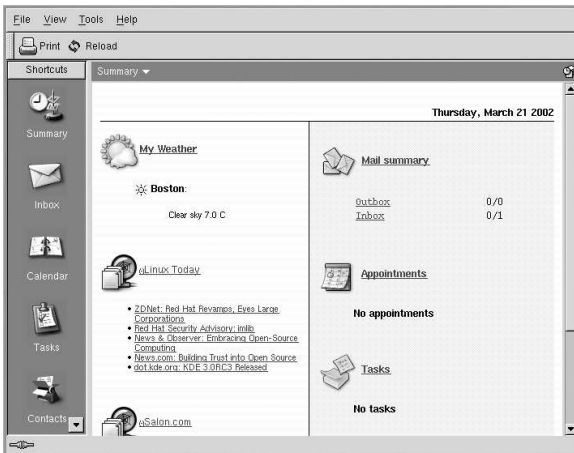 File View Tools Help
Print Reload
Shortcuts
Summary
Inbox
Calendar
Tasks
Contacts
Summary
Thursday, March 21 2002
My Weather
Boston:
Clear sky 7.0 C
Linux Today
ZDNet: Red Hat Revamps, Eyes Large
Corporations
Red Hat Security Advisory: imlib
News & Observer: Embracing Open-Source
Computing
News.com: Building Trust into Open Source
dot.kde.org: KDE 3.0RC3 Released
Salon.com
Mail summary
Outbox 0/0
Inbox 0/1
Appointments
No appointments
Tasks
No tasks